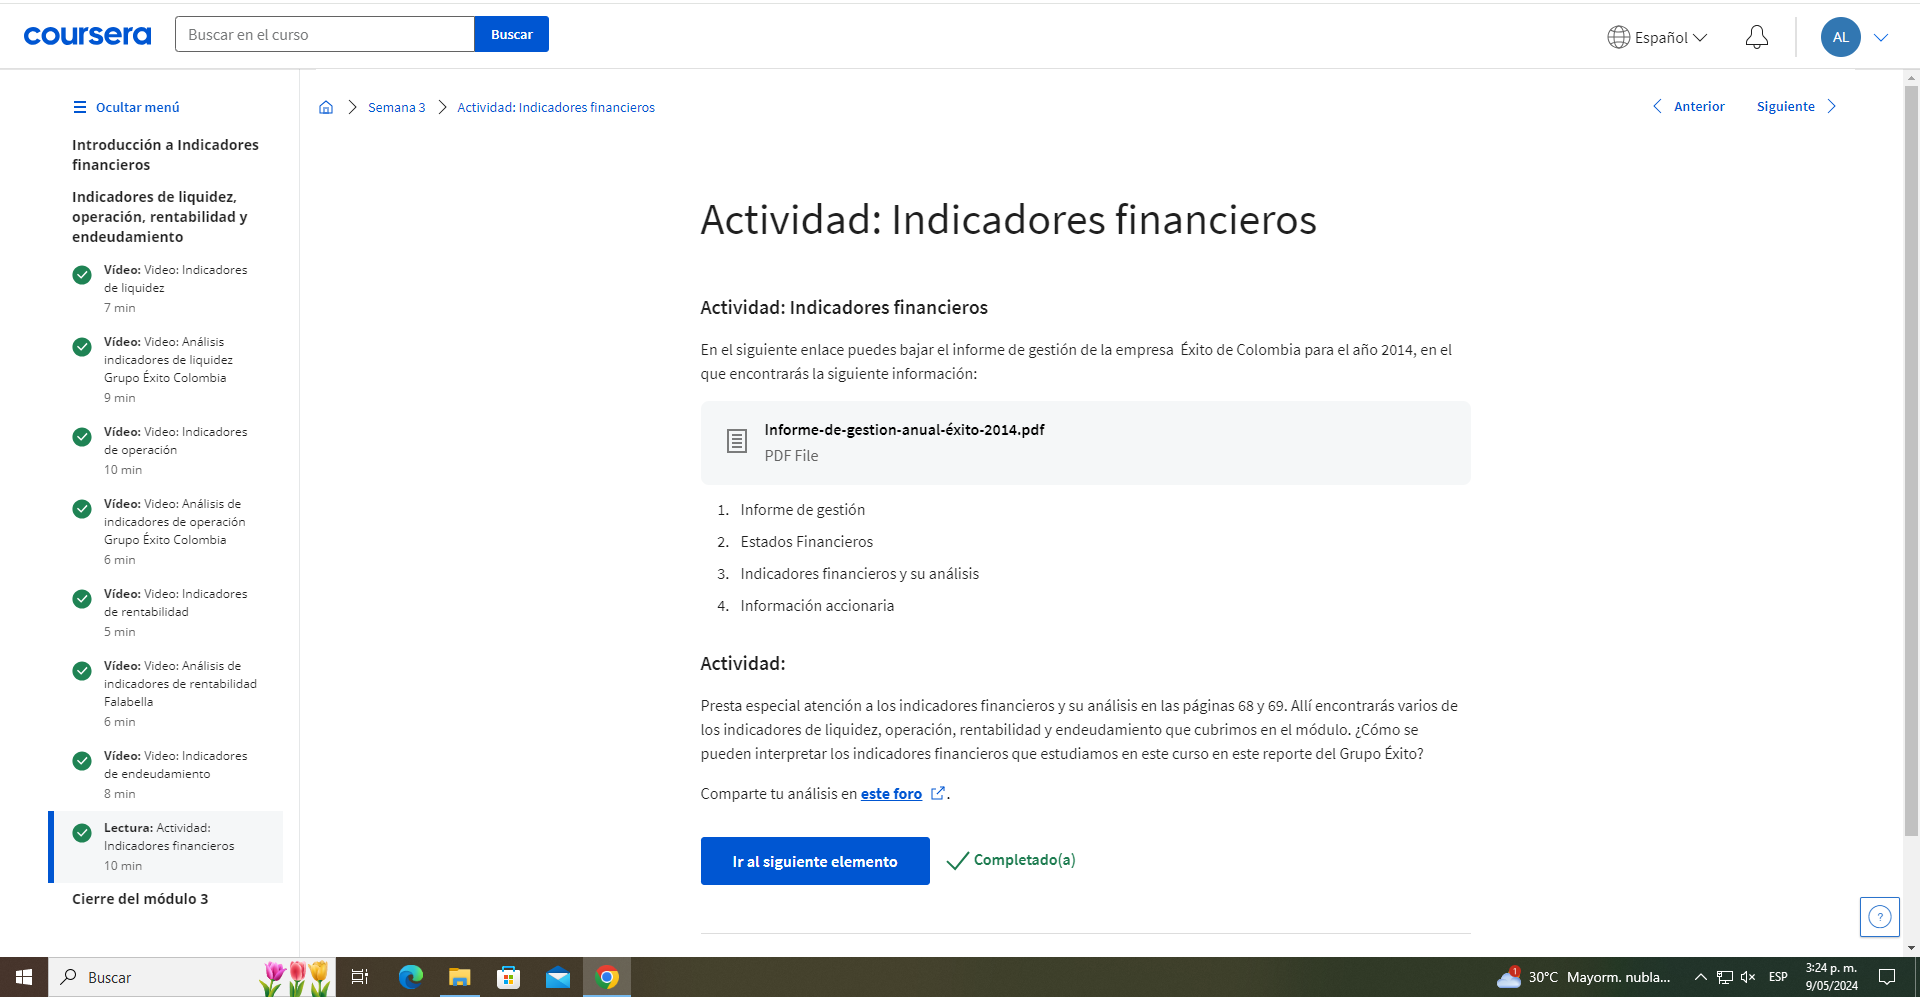 coursera
Buscar en el curso
Buscar
Español
AL
Ocultar menú
Introducción a Indicadores
financieros
Indicadores de liquidez,
operación, rentabilidad y
endeudamiento
Vídeo: Video: Indicadores
de liquidez
7 min
Vídeo: Video: Análisis
indicadores de liquidez
Grupo Éxito Colombia
9 min
Vídeo: Video: Indicadores
de operación
10 min
Vídeo: Video: Análisis de
indicadores de operación
Grupo Éxito Colombia
6 min
Vídeo: Video: Indicadores
de rentabilidad
5 min
Vídeo: Video: Análisis de
indicadores de rentabilidad
Falabella
6 min
Vídeo: Video: Indicadores
de endeudamiento
8 min
Lectura: Actividad:
Indicadores financieros
10 min
Cierre del módulo 3
Semana 3
Actividad: Indicadores financieros
Anterior
Siguiente
Actividad: Indicadores financieros
Actividad: Indicadores financieros
En el siguiente enlace puedes bajar el informe de gestión de la empresa Éxito de Colombia para el año 2014, en el
que encontrarás la siguiente información:
Informe-de-gestion-anual-éxito-2014.pdf
PDF File
1. Informe de gestión
2. Estados Financieros
3. Indicadores financieros y su análisis
4. Información accionaria
Actividad:
Presta especial atención a los indicadores financieros y su análisis en las páginas 68 y 69. Allí encontrarás varios de
los indicadores de liquidez, operación, rentabilidad y endeudamiento que cubrimos en el módulo. ¿Cómo se
pueden interpretar los indicadores financieros que estudiamos en este curso en este reporte del Grupo Éxito?
Comparte tu análisis en este foro .
Ir al siguiente elemento
Completado(a)
?
Buscar
1
30°C Mayorm. nubla...
ESP
3:24 p. m.
9/05/2024